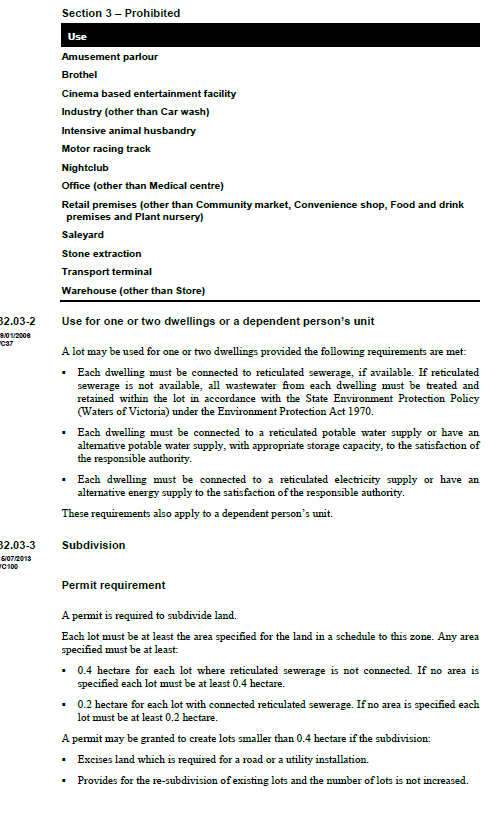 Section 3 – Prohibited
Use
Amusement parlour
Brothel
Cinema based entertainment facility
Industry (other than Car wash)
Intensive animal husbandry
Motor racing track
Nightclub
Office (other than Medical centre)
Retail premises (other than Community market, Convenience shop, Food and drink
premises and Plant nursery)
Saleyard
Stone extraction
Transport terminal
Warehouse (other than Store)
32.03-2 Use for one or two dwellings or a dependent person's unit
9/01/2006
VC37
A lot may be used for one or two dwellings provided the following requirements are met:
▪ Each dwelling must be connected to reticulated sewerage, if available. If reticulated
sewerage is not available, all wastewater from each dwelling must be treated and
retained within the lot in accordance with the State Environment Protection Policy
(Waters of Victoria) under the Environment Protection Act 1970.
▪ Each dwelling must be connected to a reticulated potable water supply or have an
alternative potable water supply, with appropriate storage capacity, to the satisfaction of
the responsible authority.
▪ Each dwelling must be connected to a reticulated electricity supply or have an
alternative energy supply to the satisfaction of the responsible authority.
These requirements also apply to a dependent person's unit.
32.03-3 Subdivision
5/07/2013
VC100
Permit requirement
A permit is required to subdivide land.
Each lot must be at least the area specified for the land in a schedule to this zone. Any area
specified must be at least:
▪ 0.4 hectare for each lot where reticulated sewerage is not connected. If no area is
specified each lot must be at least 0.4 hectare.
▪ 0.2 hectare for each lot with connected reticulated sewerage. If no area is specified each
lot must be at least 0.2 hectare.
A permit may be granted to create lots smaller than 0.4 hectare if the subdivision:
▪ Excises land which is required for a road or a utility installation.
▪ Provides for the re-subdivision of existing lots and the number of lots is not increased.